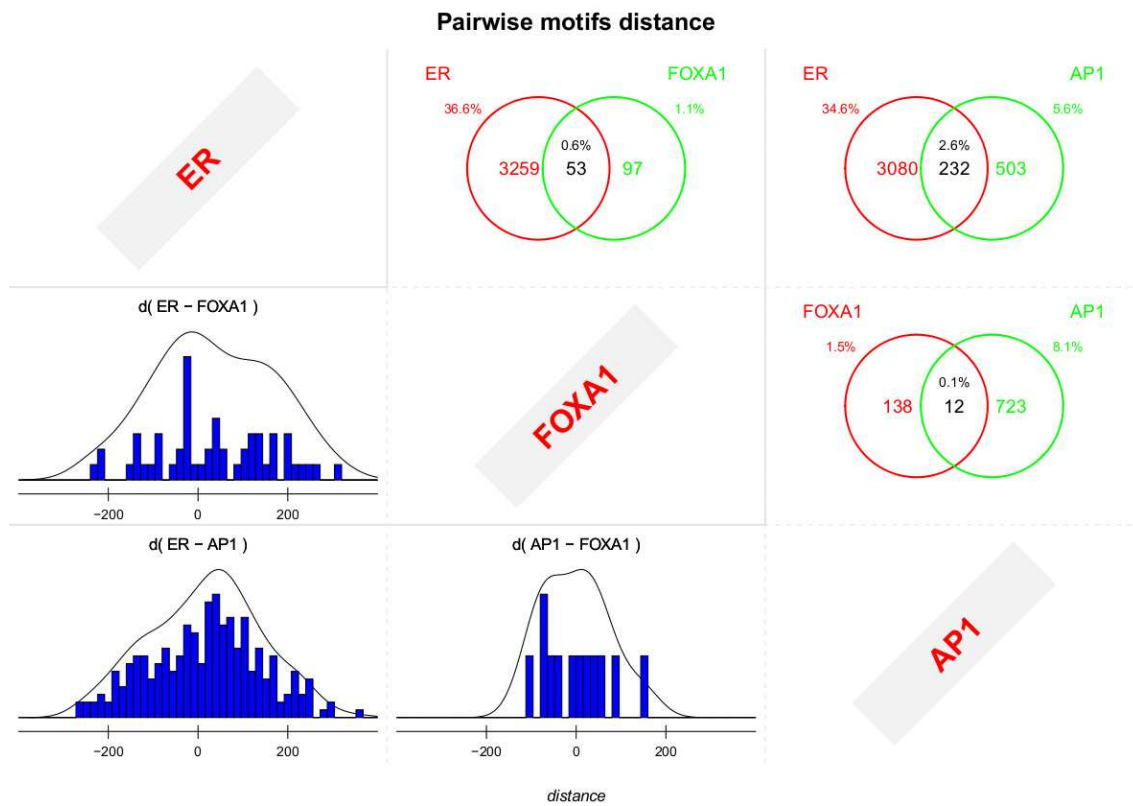 Pairwise motifs distance
ER
ER
FOXA1
36.6%
1.1%
0.6%
3259
53
97
ER
AP1
34.6%
5.6%
2.6%
3080
232
503
d( ER − FOXA1 )
−200
0
200
FOXA1
FOXA1
AP1
1.5%
8.1%
0.1%
138
12
723
d( ER − AP1 )
−200
0
200
d( AP1 − FOXA1 )
−200
0
200
AP1
distance